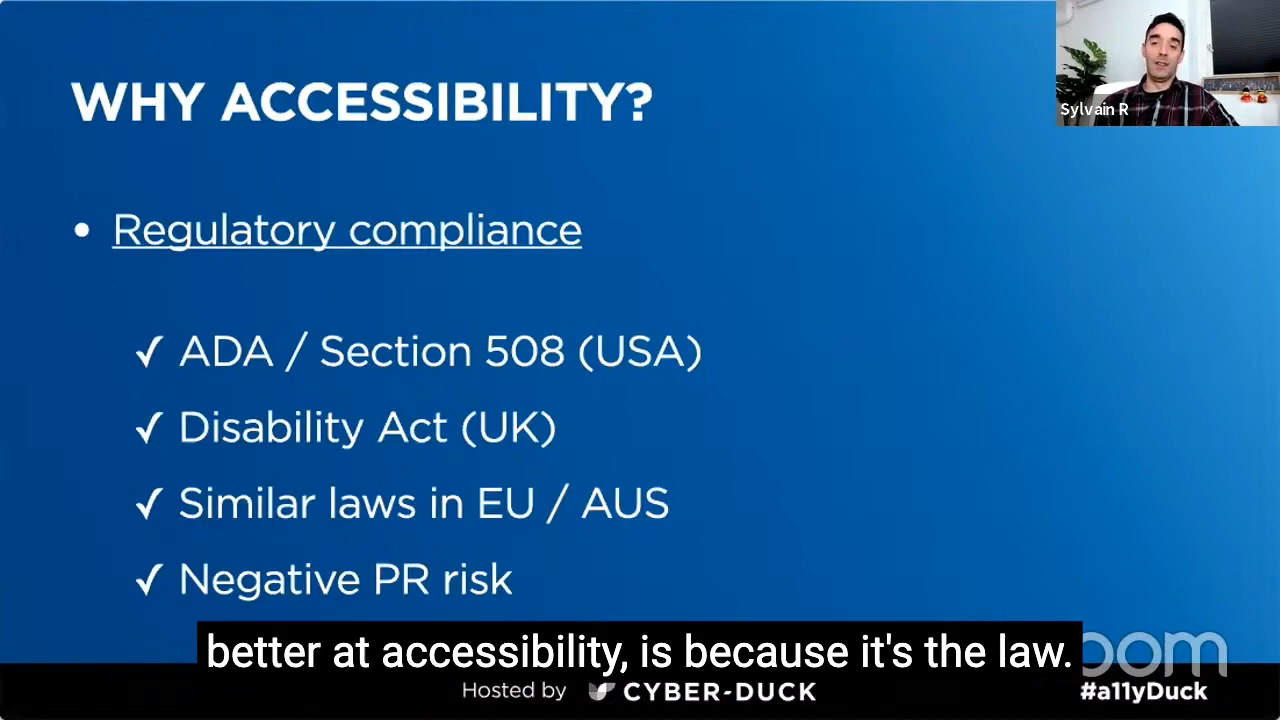 WHY ACCESSIBILITY?
Sylvain R
• Regulatory compliance
✓ ADA / Section 508 (USA)
✓ Disability Act (UK)
✓ Similar laws in EU / AUS
✓ Negative PR risk
better at accessibility, is because it's the law.
oom
Hosted by CYBER-DUCK
#a11yDuck